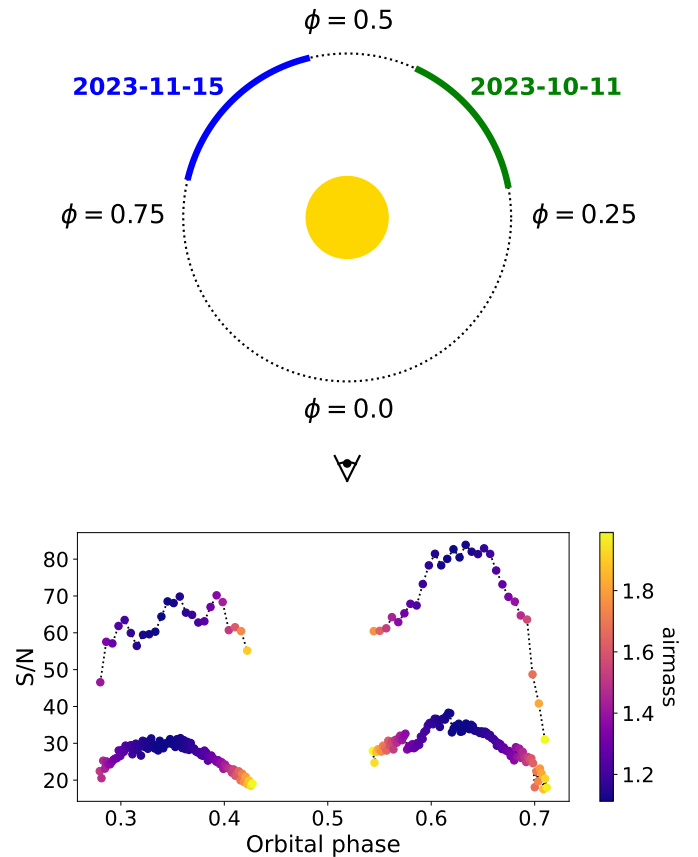 ϕ = 0.5
2023-11-15
2023-10-11
ϕ = 0.75
ϕ = 0.25
ϕ = 0.0
80
70
60
50
40
30
20
S/N
0.3 0.4 0.5 0.6 0.7
Orbital phase
1.8
1.6
1.4
1.2
airmass